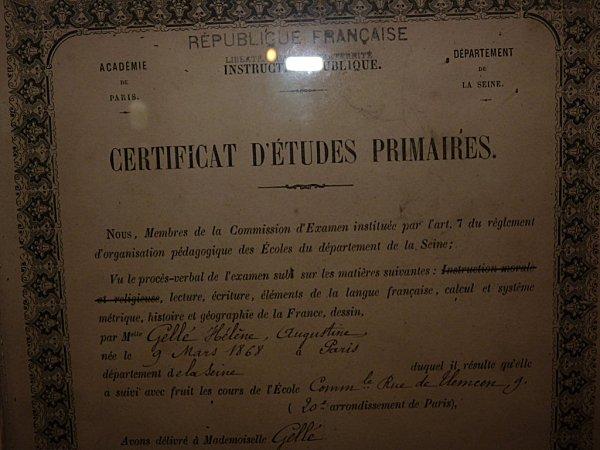 RÉPUBLIQUE FRANÇAISE
LIBERTÉ
ACADÉMIE
DE
PARIS.
INSTRUCTION PUBLIQUE.
DÉPARTEMENT
DE
LA SEINE.
CERTIFICAT D'ÉTUDES PRIMAIRES.
NOUS, Membres de la Commission d'Examen instituée par l'art. 7 du règlement
d'organisation pédagogique des Écoles du département de la Seine;
Vu le procès-verbal de l'examen subi sur les matières suivantes : Instruction morale
et religieuse, lecture, écriture, éléments de la langue française, calcul et système
métrique, histoire et géographie de la France, dessin,
par Melle Gellé Hélène, Augustine
née le 9 Mars 1868 à Paris
département de la Seine duquel il résulte qu'elle
a suivi avec fruit les cours de l'École Comm.le Rue de Tlemcen, 9.
( 20e arrondissement de Paris),
Avons délivré à Mademoiselle Gellé